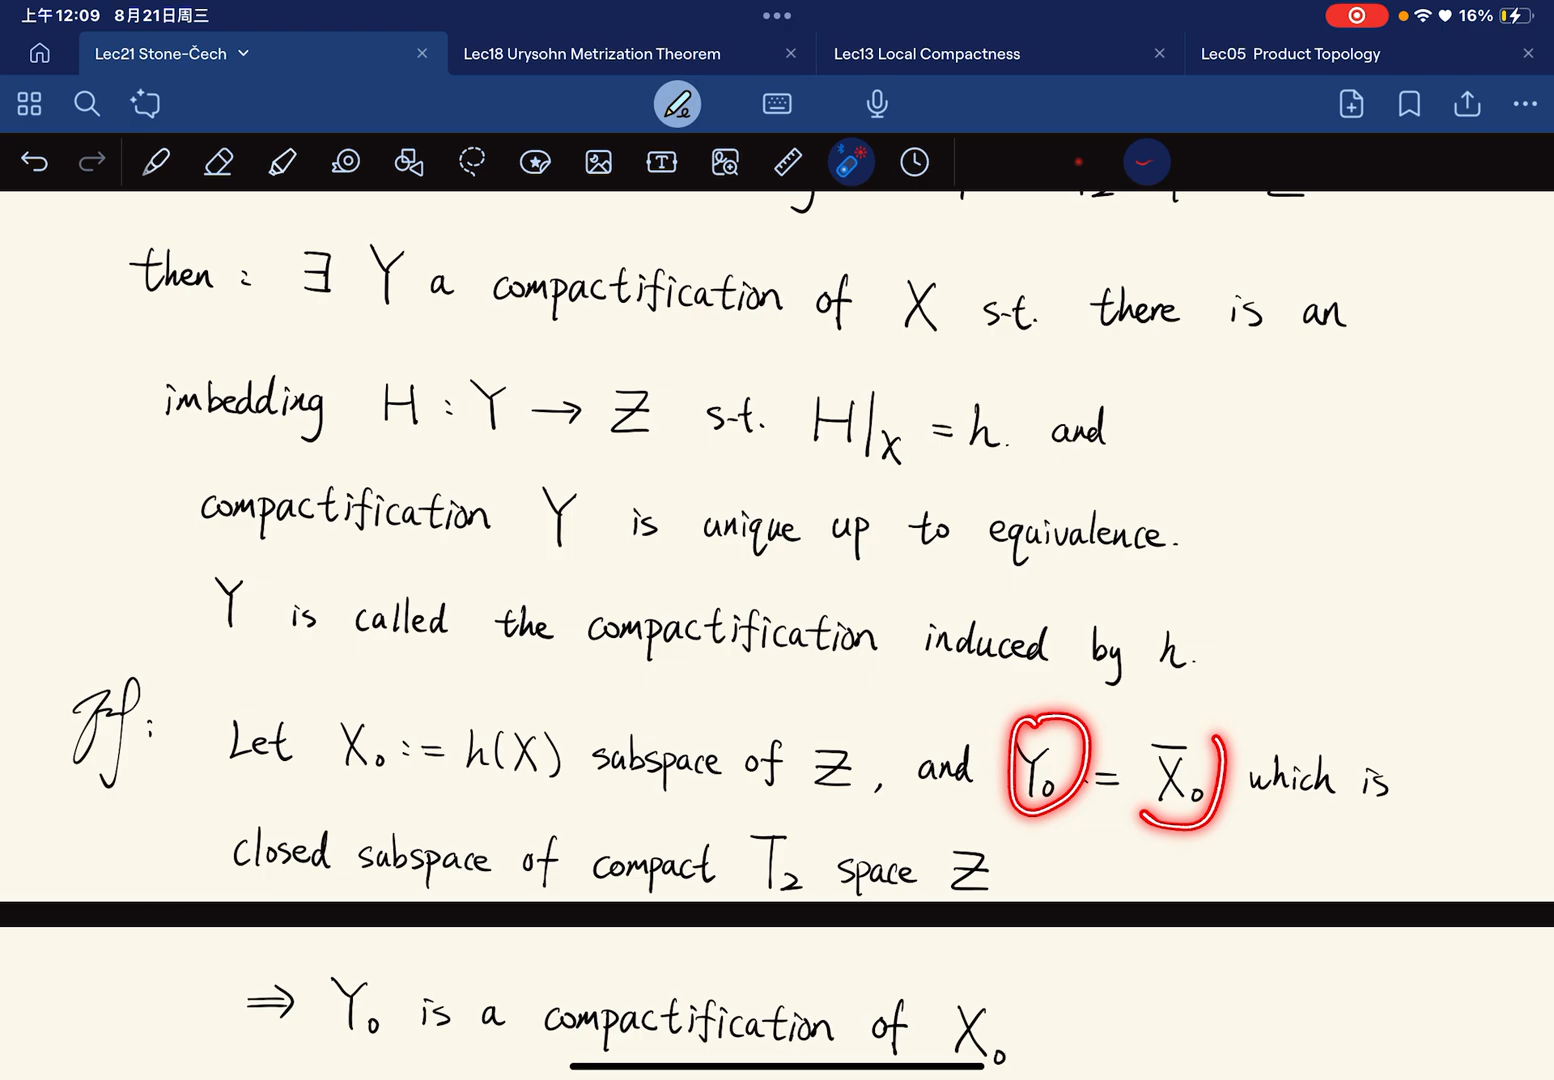 上午12:09 8月21日周三
16%
Lec21 Stone-Čech
Lec18 Urysohn Metrization Theorem
Lec13 Local Compactness
Lec05 Product Topology
then : ∃ Y a compactification of X s.t. there is an
imbedding H : Y → Z s.t. H|_X = h. and
compactification Y is unique up to equivalence.
Y is called the compactification induced by h.
Pf : Let X₀ := h(X) subspace of Z, and Y₀ := X̄₀ which is
closed subspace of compact T₂ space Z
⇒ Y₀ is a compactification of X₀